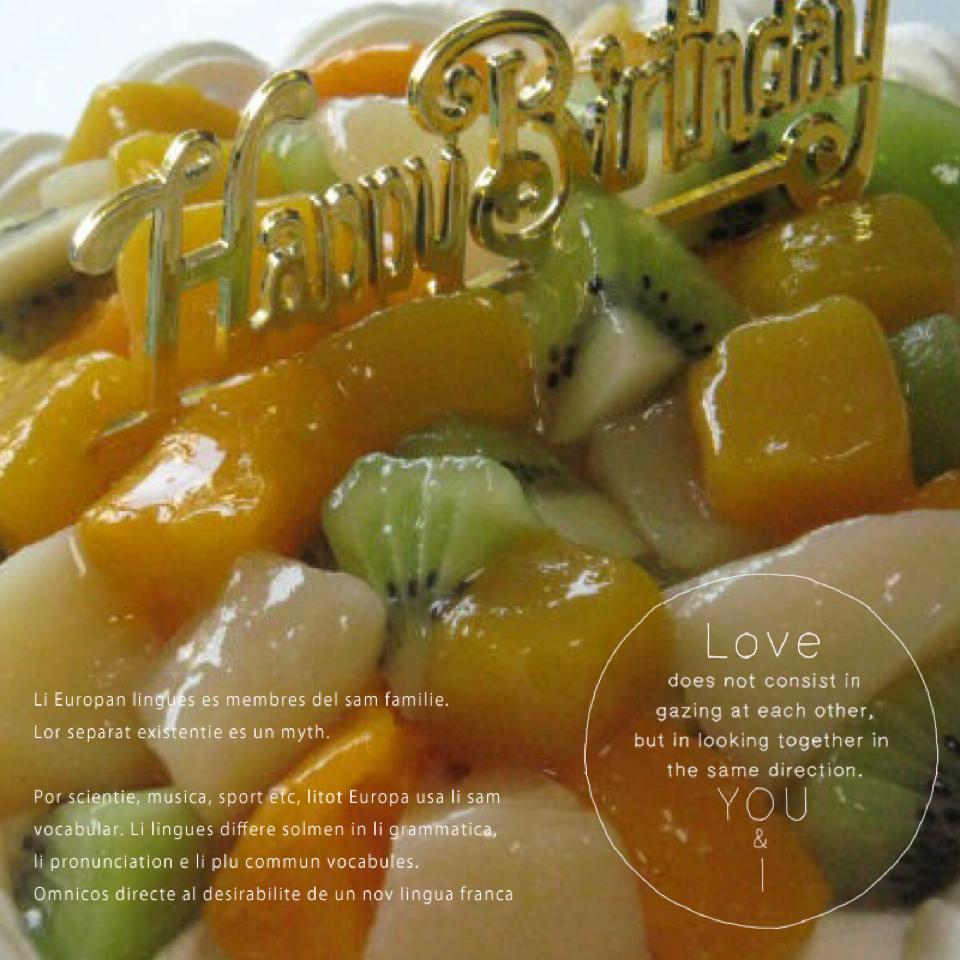 Happy Birthday
Li Europan lingues es membres del sam familie.
Lor separat existentie es un myth.
Por scientie, musica, sport etc, litot Europa usa li sam
vocabular. Li lingues differe solmen in li grammatica,
li pronunciation e li plu commun vocabules.
Omnicos directe al desirabilite de un nov lingua franca
Love
does not consist in
gazing at each other,
but in looking together in
the same direction.
YOU
&
I